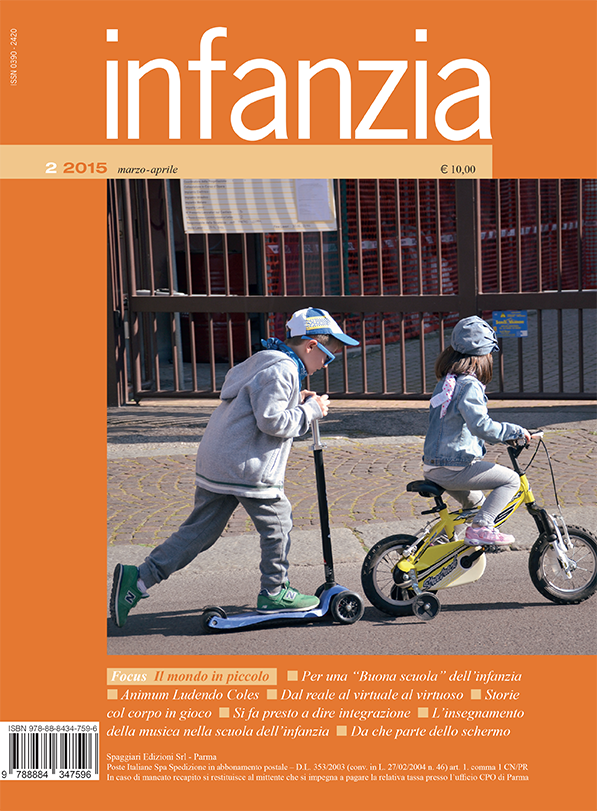 ISSN 0390 - 2420
infanzia
2 2015 marzo-aprile € 10,00
Focus Il mondo in piccolo ■ Per una “Buona scuola” dell’infanzia
■ Animum Ludendo Coles ■ Dal reale al virtuale al virtuoso ■ Storie
col corpo in gioco ■ Si fa presto a dire integrazione ■ L’insegnamento
della musica nella scuola dell’infanzia ■ Da che parte dello schermo
ISBN 978-88-8434-759-6
9 788884 347596
Spaggiari Edizioni Srl - Parma
Poste Italiane Spa Spedizione in abbonamento postale – D.L. 353/2003 (conv. in L. 27/02/2004 n. 46) art. 1. comma 1 CN/PR
In caso di mancato recapito si restituisce al mittente che si impegna a pagare la relativa tassa presso l’ufficio CPO di Parma